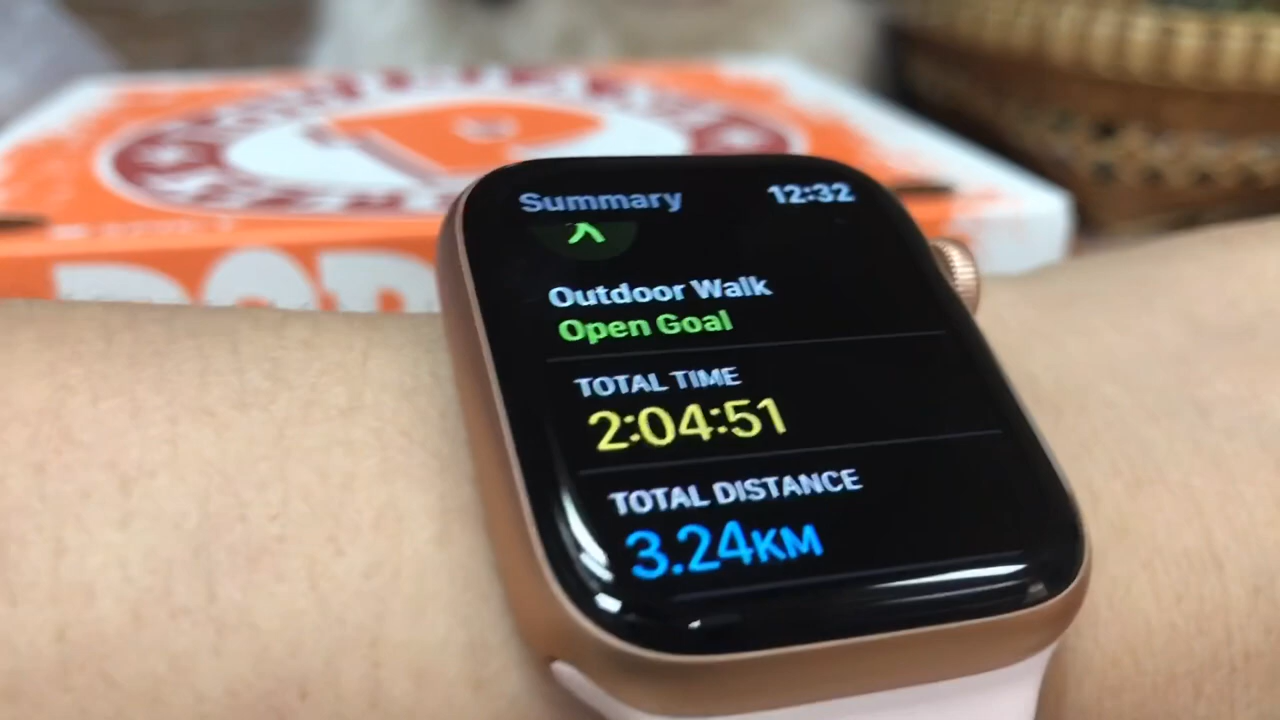 Summary 12:32
Outdoor Walk
Open Goal
TOTAL TIME
2:04:51
TOTAL DISTANCE
3.24KM